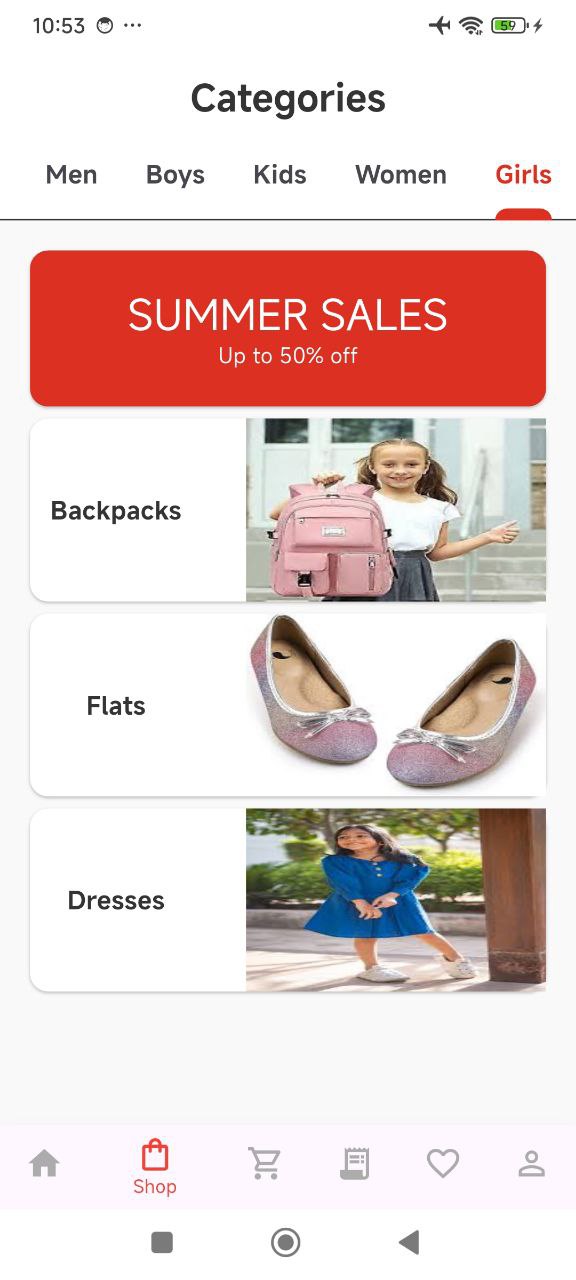 10:53
59
Categories
Men Boys Kids Women Girls
SUMMER SALES
Up to 50% off
Backpacks
Flats
Dresses
Shop